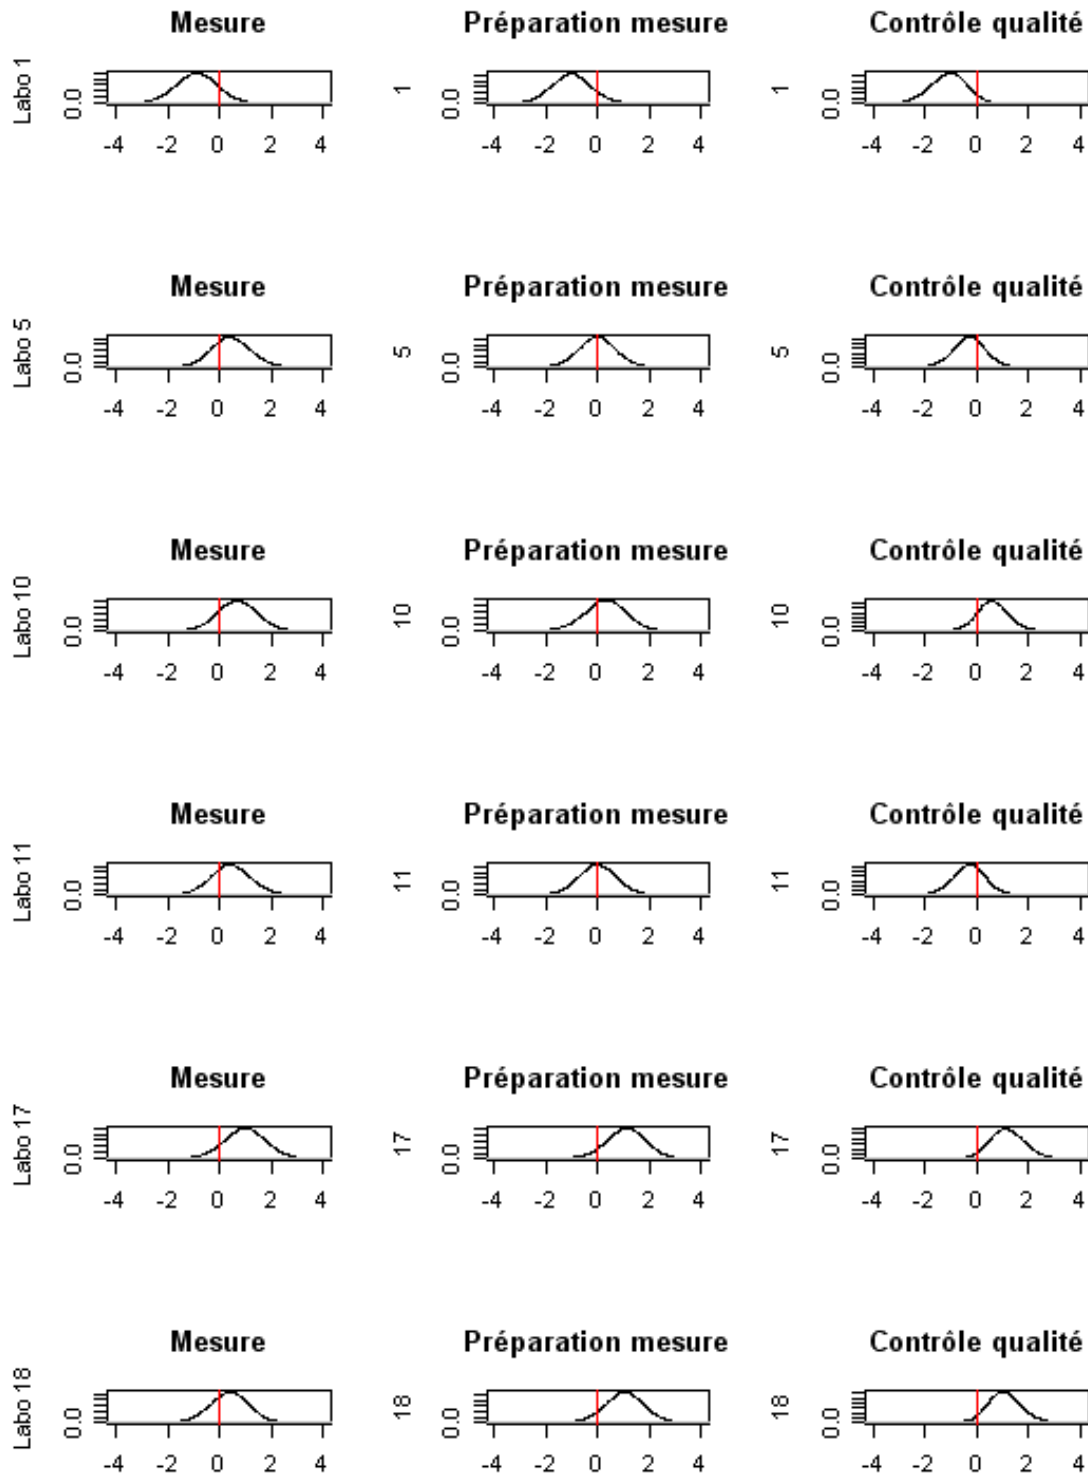 Mesure Préparation mesure Contrôle qualité
Labo 1 0.0 1 0.0 1 0.0
-4 -2 0 2 4 -4 -2 0 2 4 -4 -2 0 2 4
Mesure Préparation mesure Contrôle qualité
Labo 5 0.0 5 0.0 5 0.0
-4 -2 0 2 4 -4 -2 0 2 4 -4 -2 0 2 4
Mesure Préparation mesure Contrôle qualité
Labo 10 0.0 10 0.0 10 0.0
-4 -2 0 2 4 -4 -2 0 2 4 -4 -2 0 2 4
Mesure Préparation mesure Contrôle qualité
Labo 11 0.0 11 0.0 11 0.0
-4 -2 0 2 4 -4 -2 0 2 4 -4 -2 0 2 4
Mesure Préparation mesure Contrôle qualité
Labo 17 0.0 17 0.0 17 0.0
-4 -2 0 2 4 -4 -2 0 2 4 -4 -2 0 2 4
Mesure Préparation mesure Contrôle qualité
Labo 18 0.0 18 0.0 18 0.0
-4 -2 0 2 4 -4 -2 0 2 4 -4 -2 0 2 4